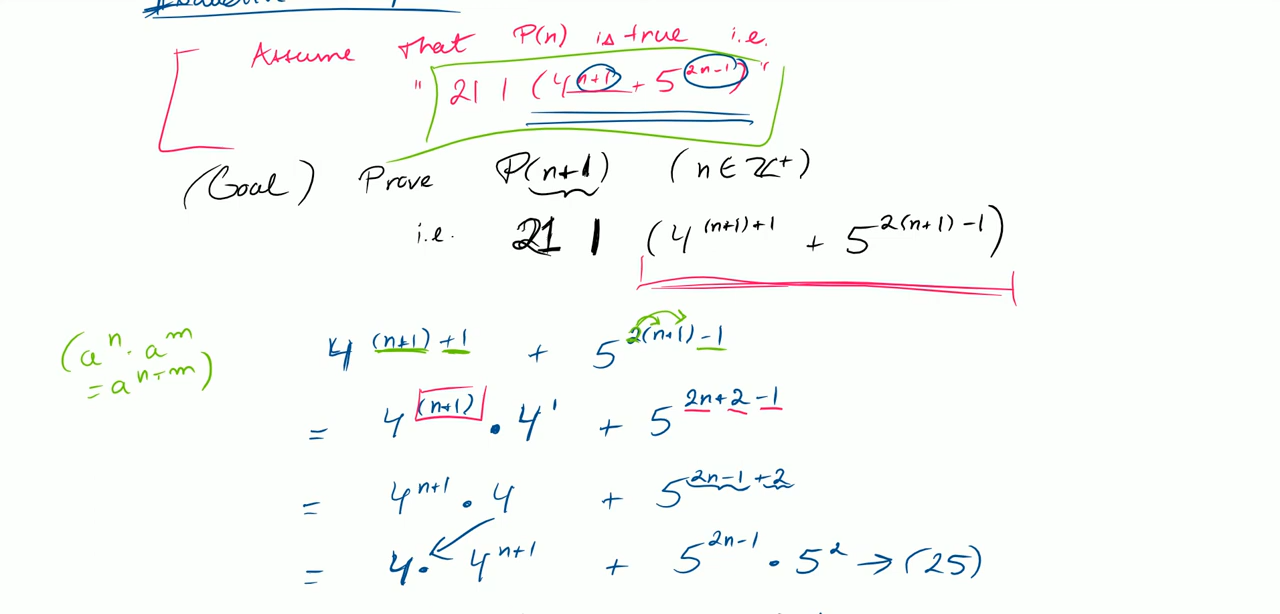 Assume that P(n) is true i.e.
" 21 | (4^{n+1} + 5^{2n-1}) "
(Goal) Prove P(n+1) (n ∈ ℤ⁺)
i.e. 21 | (4^{(n+1)+1} + 5^{2(n+1)-1})
(a^n · a^m = a^{n+m})
4^{(n+1)+1} + 5^{2(n+1)-1}
= 4^{(n+1)} · 4^1 + 5^{2n+2-1}
= 4^{n+1} · 4 + 5^{2n-1+2}
= 4 · 4^{n+1} + 5^{2n-1} · 5^2 → (25)